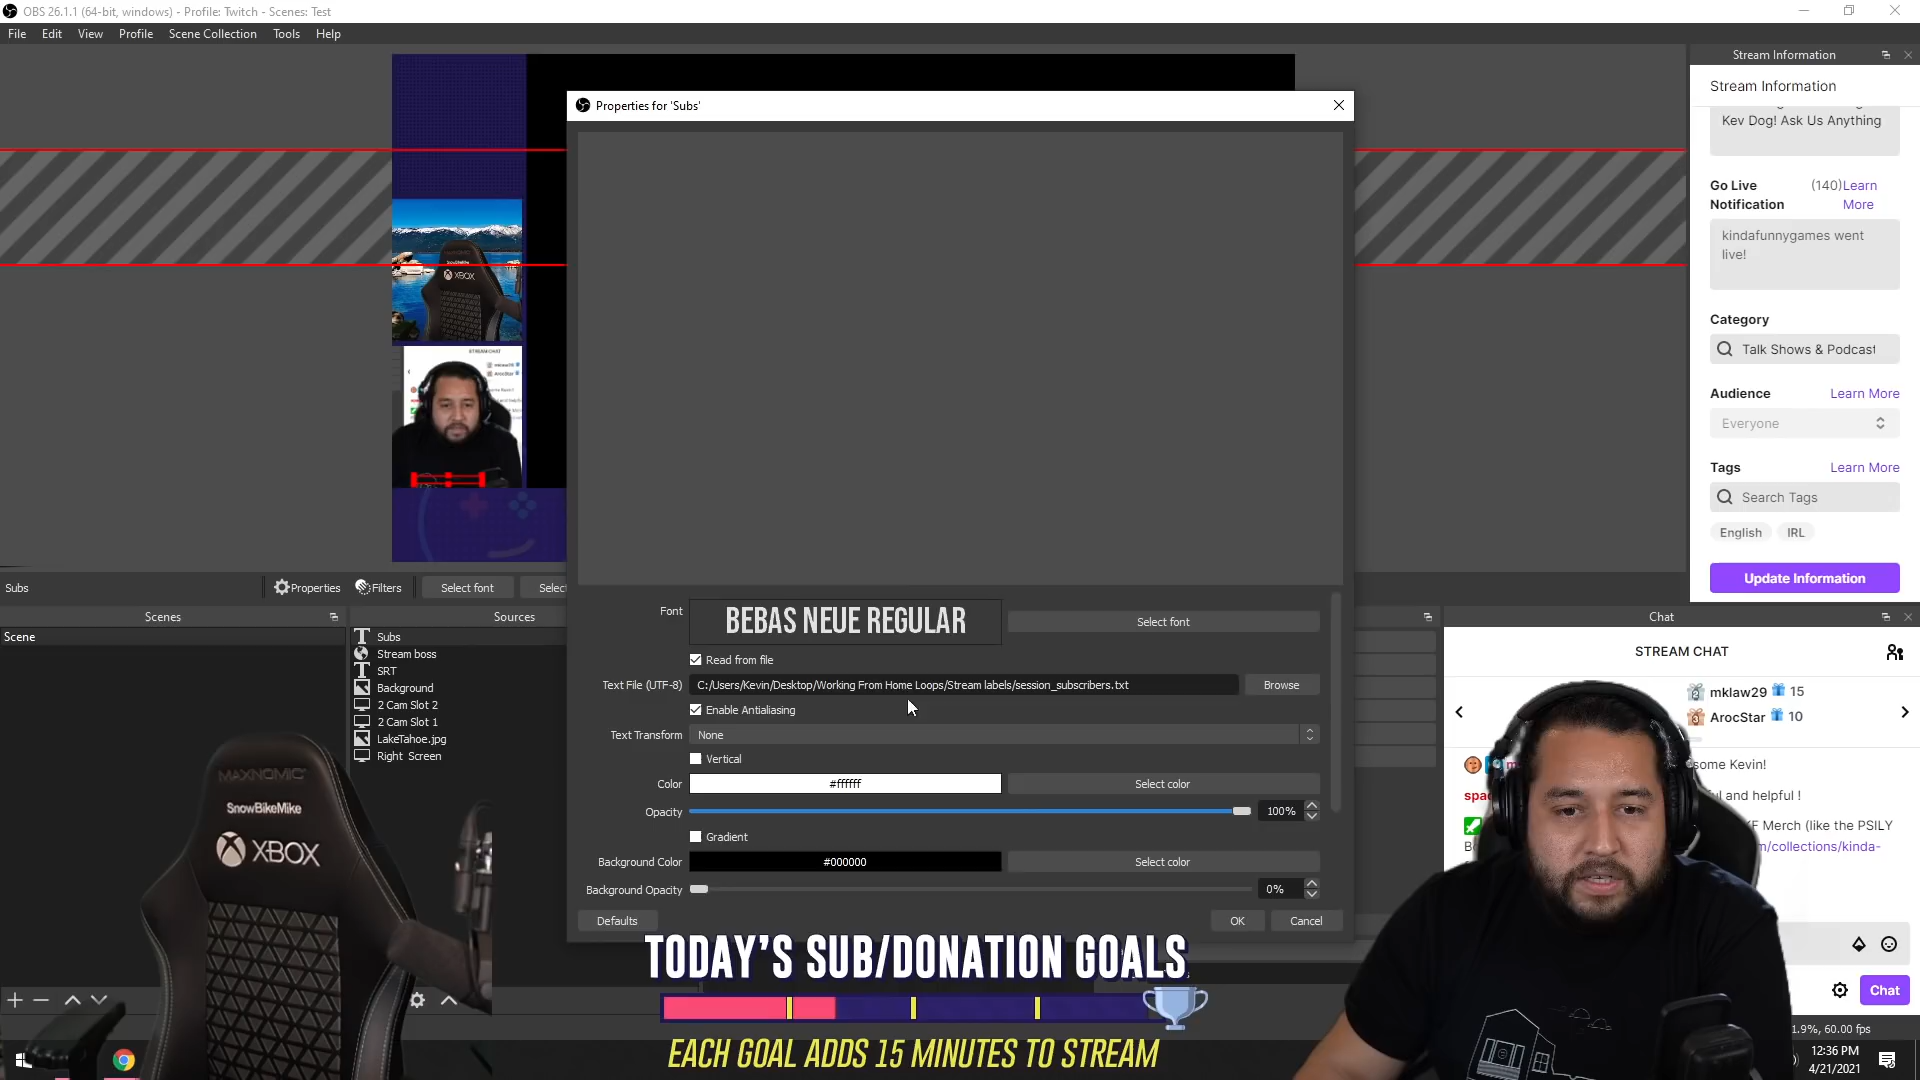 OBS 26.1.1 (64-bit, windows) - Profile: Twitch - Scenes: Test
File Edit View Profile Scene Collection Tools Help
Stream Information
Stream Information
Kev Dog! Ask Us Anything
Go Live Notification (140) Learn More
kindafunnygames went live!
Category
Talk Shows & Podcast
Audience Learn More
Everyone
Tags Learn More
Search Tags
English IRL
Update Information
Properties for 'Subs'
XBOX
STREAM CHAT
mklaw29
ArocStar
Subs Properties Filters Select font Selec
Scenes
Scene
Sources
Subs
Stream boss
SRT
Background
2 Cam Slot 2
2 Cam Slot 1
LakeTahoe.jpg
Right Screen
Font BEBAS NEUE REGULAR Select font
Read from file
Text File (UTF-8) C:/Users/Kevin/Desktop/Working From Home Loops/Stream labels/session_subscribers.txt Browse
Enable Antialiasing
Text Transform None
Vertical
Color #ffffff Select color
Opacity 100%
Gradient
Background Color #000000 Select color
Background Opacity 0%
Defaults OK Cancel
Chat
STREAM CHAT
mklaw29 15
ArocStar 10
some Kevin!
and helpful !
Merch (like the PSILY
m/collections/kinda-
Chat
MAXNOMIC
SnowBikeMike
XBOX
TODAY'S SUB/DONATION GOALS
EACH GOAL ADDS 15 MINUTES TO STREAM
1.9%, 60.00 fps
12:36 PM
4/21/2021